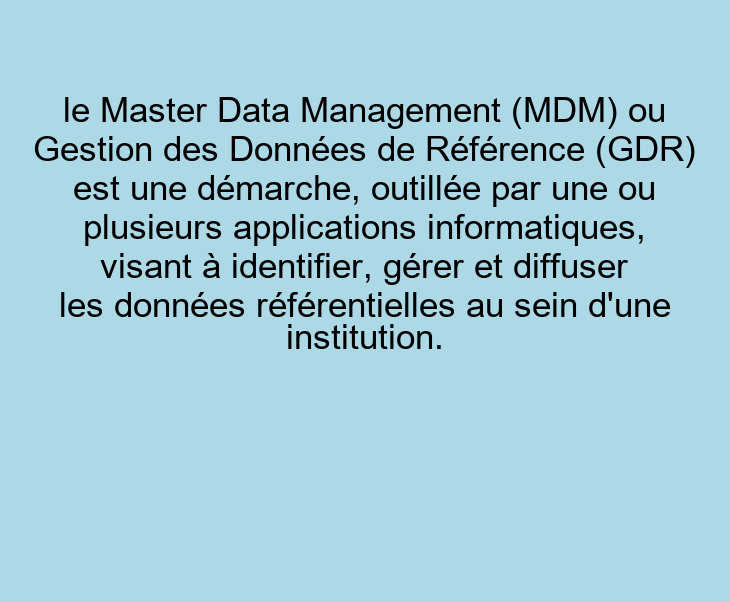 le Master Data Management (MDM) ou
Gestion des Données de Référence (GDR)
est une démarche, outillée par une ou
plusieurs applications informatiques,
visant à identifier, gérer et diffuser
les données référentielles au sein d'une
institution.